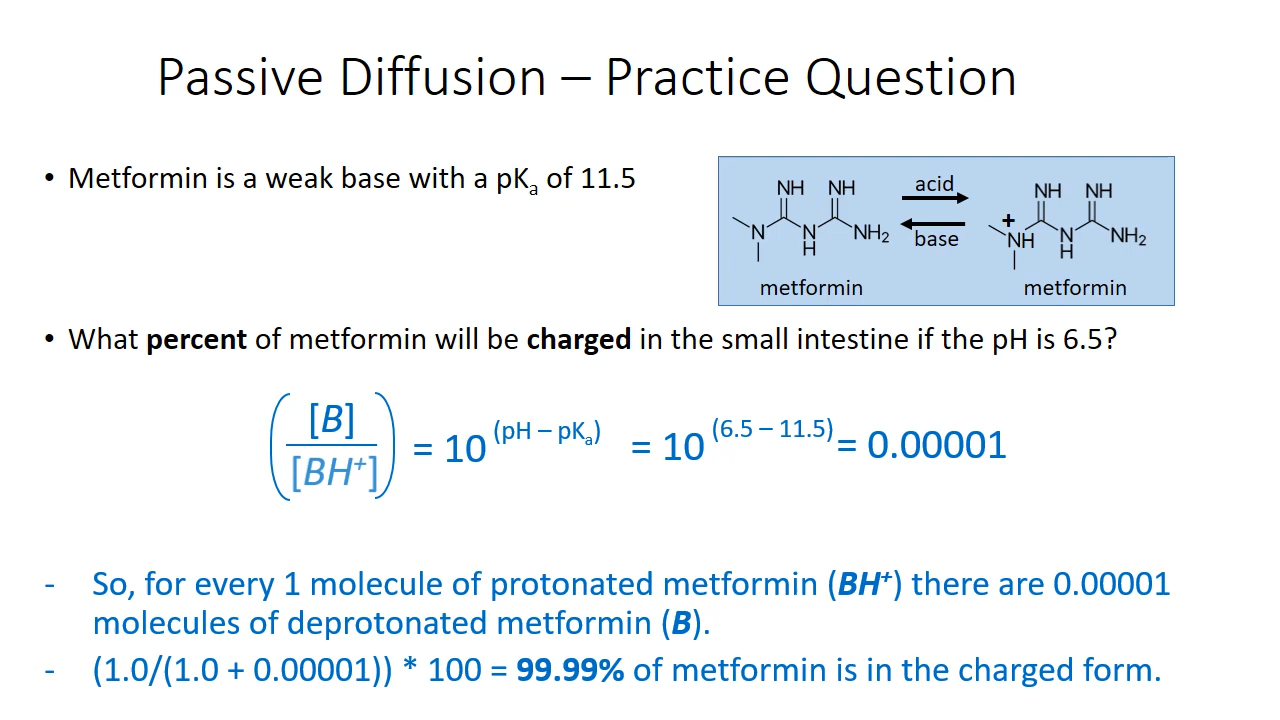 Passive Diffusion – Practice Question
• Metformin is a weak base with a pKa of 11.5
NH NH acid NH NH
N N H NH2 base + NH N H NH2
metformin metformin
• What percent of metformin will be charged in the small intestine if the pH is 6.5?
([B]/[BH+]) = 10 (pH – pKa) = 10 (6.5 – 11.5) = 0.00001
- So, for every 1 molecule of protonated metformin (BH+) there are 0.00001
molecules of deprotonated metformin (B).
- (1.0/(1.0 + 0.00001)) * 100 = 99.99% of metformin is in the charged form.